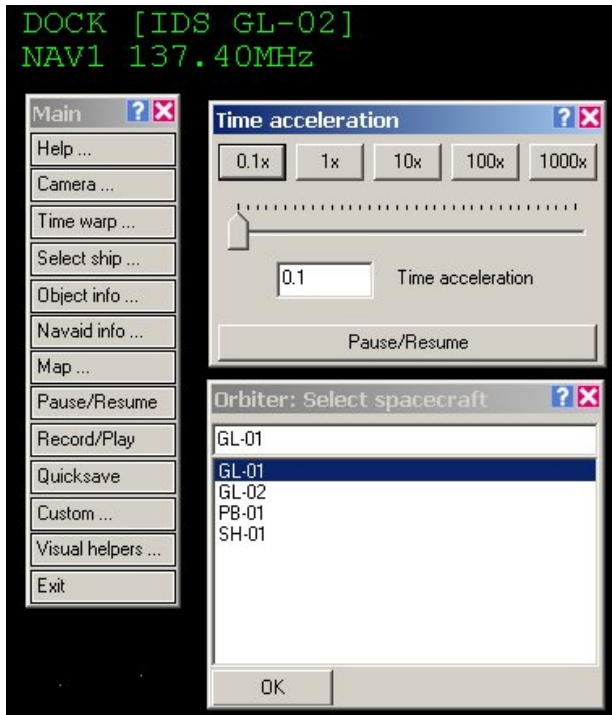 DOCK [IDS GL-02]
NAV1 137.40MHz
Main ? X
Help ...
Camera ...
Time warp ...
Select ship ...
Object info ...
Navaid info ...
Map ...
Pause/Resume
Record/Play
Quicksave
Custom ...
Visual helpers ...
Exit
Time acceleration ? X
0.1x 1x 10x 100x 1000x
0.1 Time acceleration
Pause/Resume
Orbiter: Select spacecraft ? X
GL-01
GL-01
GL-02
PB-01
SH-01
OK